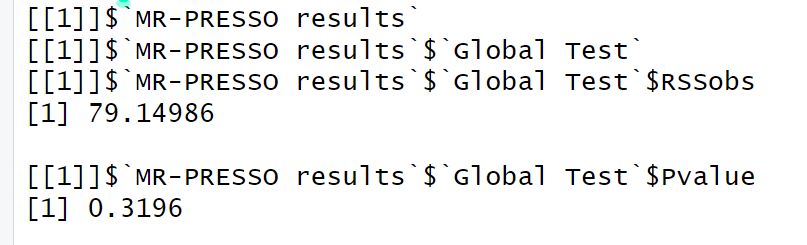 [[1]]$`MR-PRESSO results`
[[1]]$`MR-PRESSO results`$`Global Test`
[[1]]$`MR-PRESSO results`$`Global Test`$RSSobs
[1] 79.14986
[[1]]$`MR-PRESSO results`$`Global Test`$Pvalue
[1] 0.3196